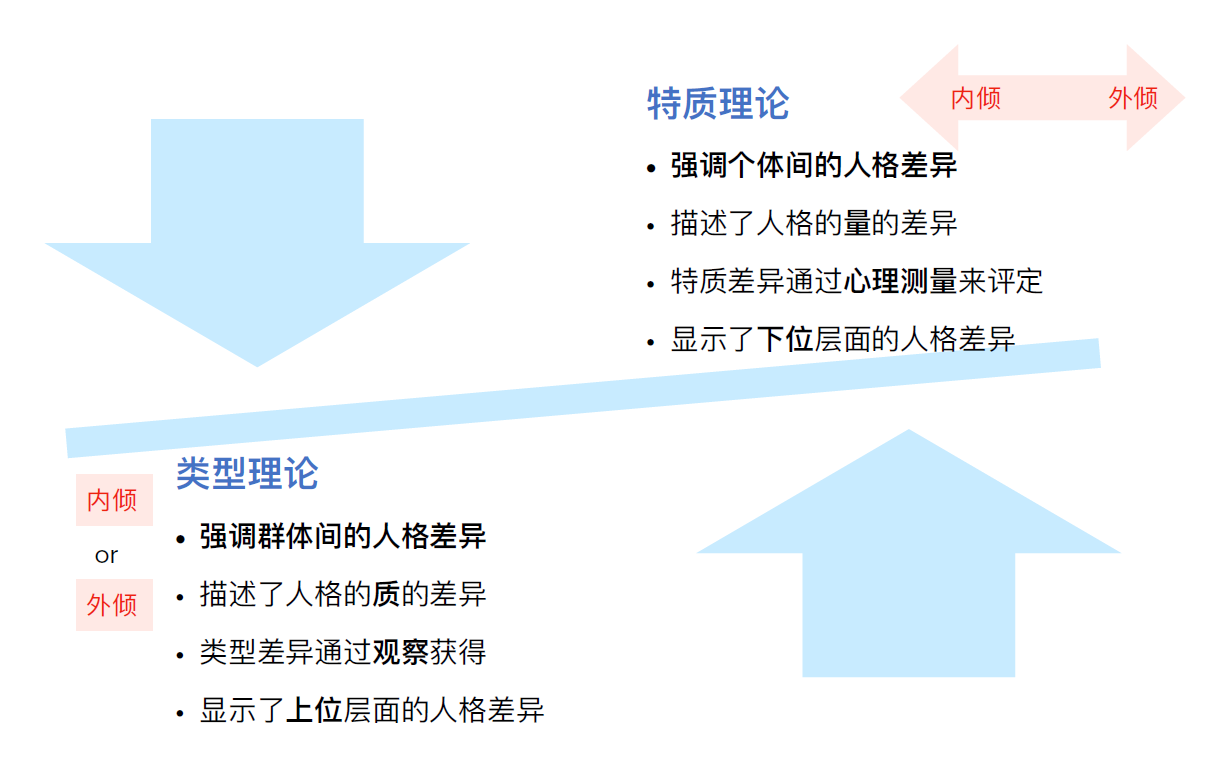 特质理论
内倾 外倾
• 强调个体间的人格差异
• 描述了人格的量的差异
• 特质差异通过心理测量来评定
• 显示了下位层面的人格差异
类型理论
内倾
or
外倾
• 强调群体间的人格差异
• 描述了人格的质的差异
• 类型差异通过观察获得
• 显示了上位层面的人格差异